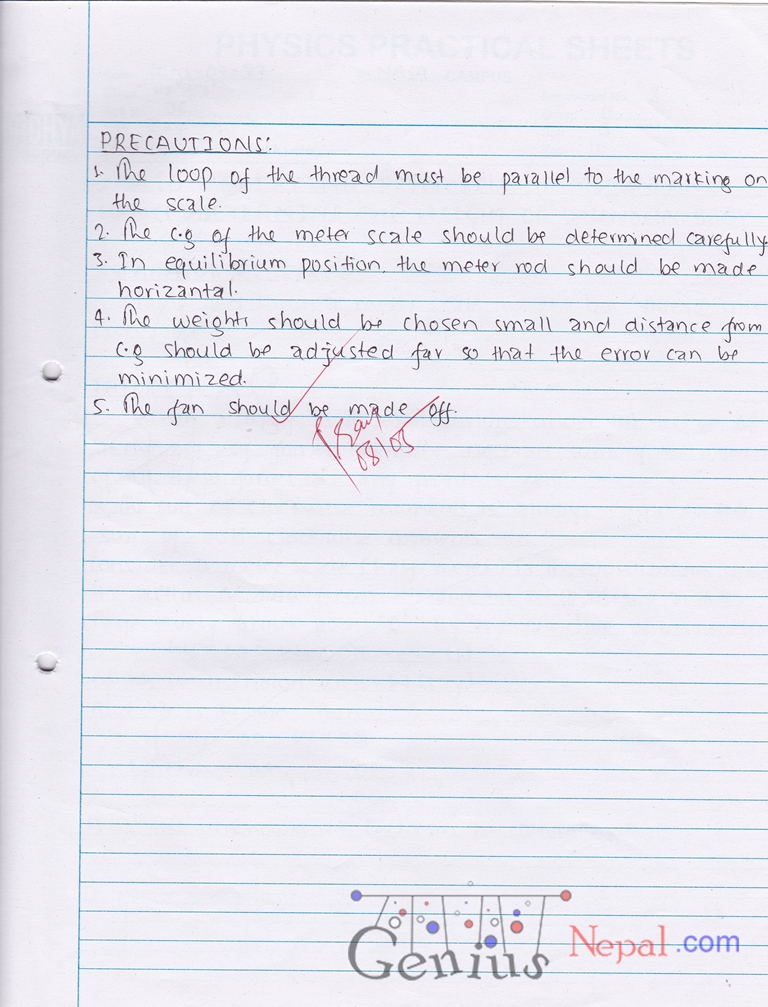 PHYSICS PRACTICAL SHEETS
PRECAUTIONS:
1. The loop of the thread must be parallel to the marking on
the scale.
2. The c.g of the meter scale should be determined carefully
3. In equilibrium position, the meter rod should be made
horizantal.
4. The weights should be chosen small and distance from
c.g should be adjusted far so that the error can be
minimized.
5. The fan should be made off.
08/05
Genius Nepal.com